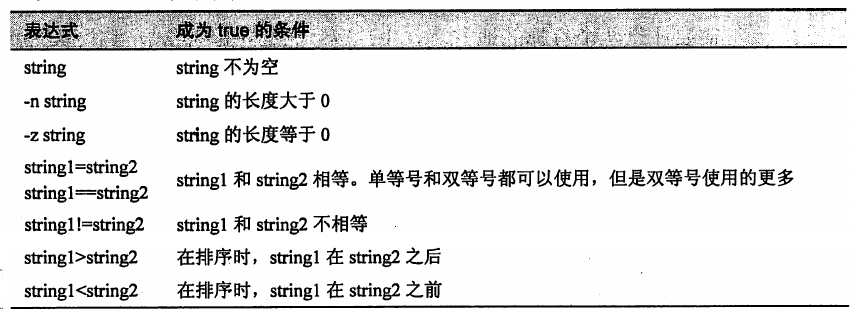 表达式 成为 true 的条件
string string 不为空
-n string string 的长度大于 0
-z string string 的长度等于 0
string1=string2
string1==string2 string1 和 string2 相等。单等号和双等号都可以使用，但是双等号使用的更多
string1!=string2 string1 和 string2 不相等
string1>string2 在排序时，string1 在 string2 之后
string1<string2 在排序时，string1 在 string2 之前